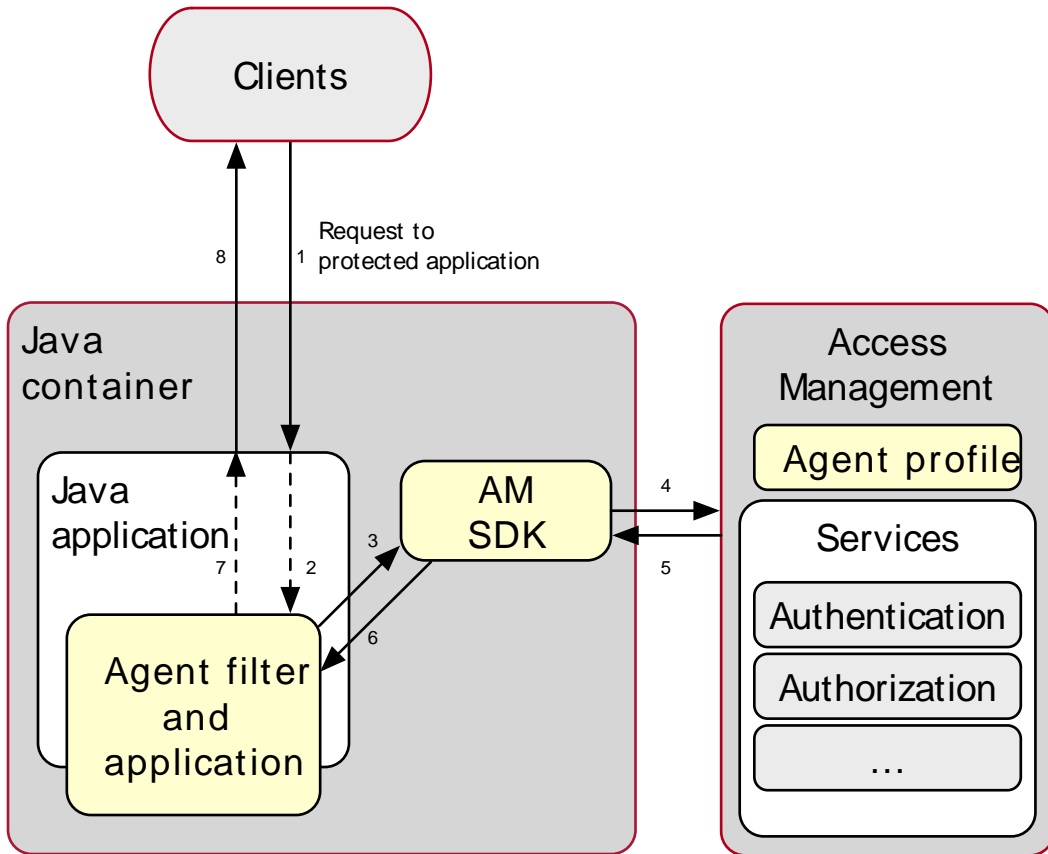 Clients
8
1
Request to
protected application
Java
container
Access
Management
Agent profile
Java
application
AM
SDK
4
5
Services
3
7
2
6
Authentication
Agent filter
and
application
Authorization
...